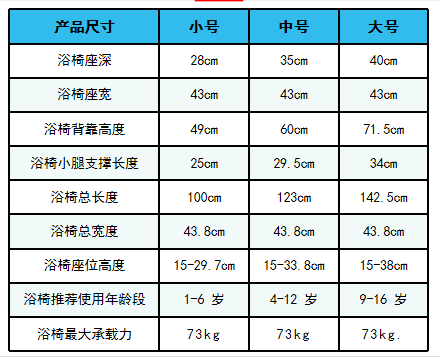 产品尺寸 小号 中号 大号
浴椅座深 28cm 35cm 40cm
浴椅座宽 43cm 43cm 43cm
浴椅背靠高度 49cm 60cm 71.5cm
浴椅小腿支撑长度 25cm 29.5cm 34cm
浴椅总长度 100cm 123cm 142.5cm
浴椅总宽度 43.8cm 43.8cm 43.8cm
浴椅座位高度 15-29.7cm 15-33.8cm 15-38cm
浴椅推荐使用年龄段 1-6 岁 4-12 岁 9-16 岁
浴椅最大承载力 73kg 73kg 73kg.